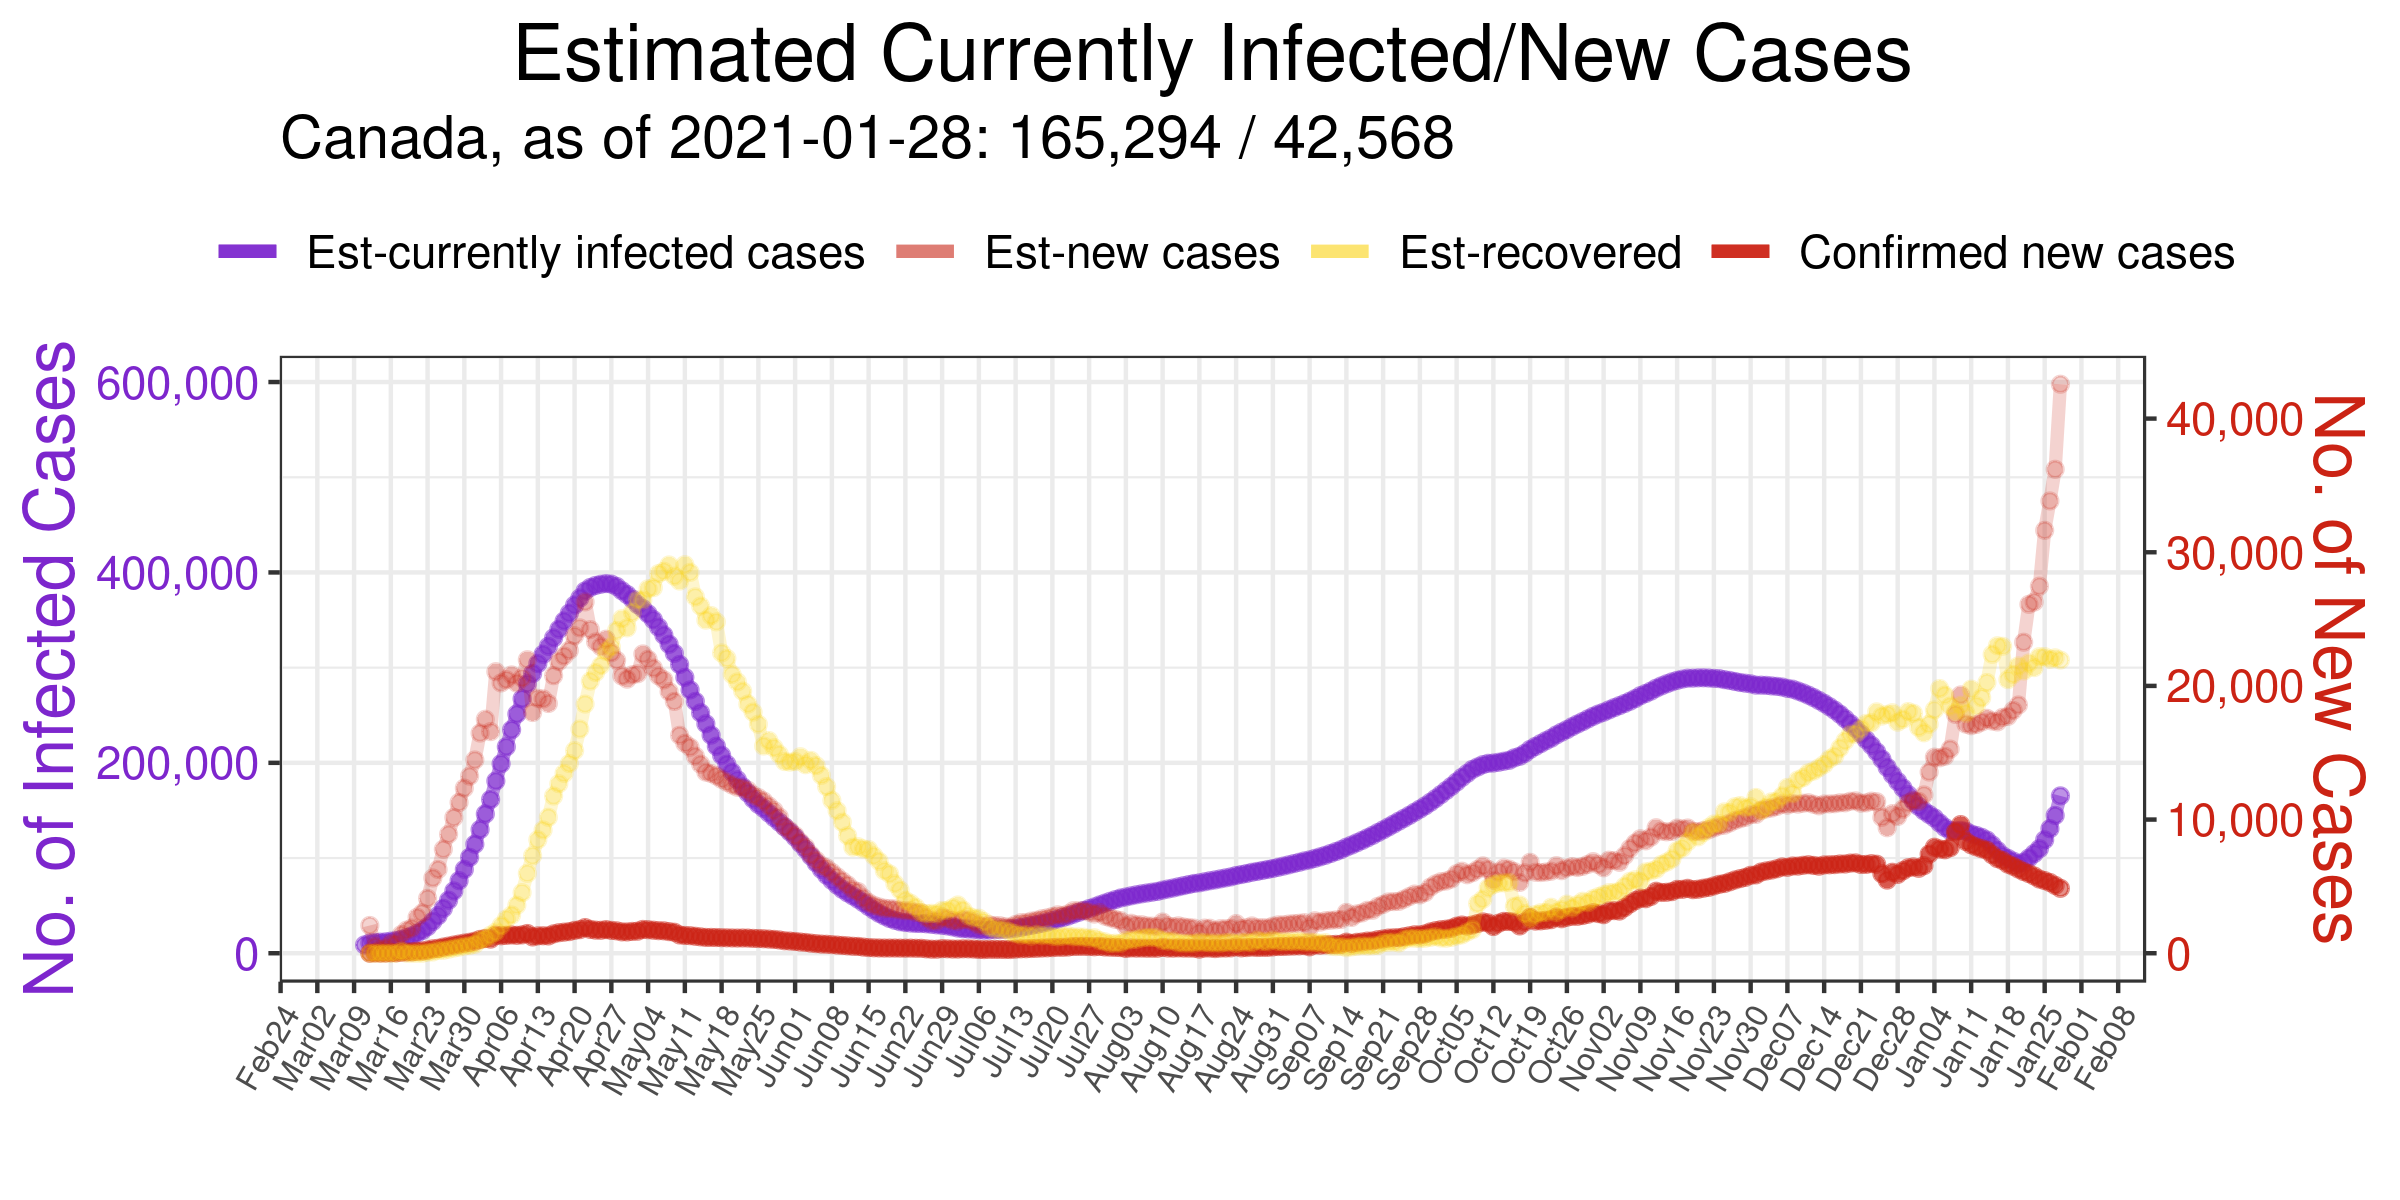 Estimated Currently Infected/New Cases
Canada, as of 2021-01-28: 165,294 / 42,568
Est-currently infected cases Est-new cases Est-recovered Confirmed new cases
No. of Infected Cases
600,000
400,000
200,000
0
40,000
30,000
20,000
10,000
0
No. of New Cases
Feb24 Mar02 Mar09 Mar16 Mar23 Mar30 Apr06 Apr13 Apr20 Apr27 May04 May11 May18 May25 Jun01 Jun08 Jun15 Jun22 Jun29 Jul06 Jul13 Jul20 Jul27 Aug03 Aug10 Aug17 Aug24 Aug31 Sep07 Sep14 Sep21 Sep28 Oct05 Oct12 Oct19 Oct26 Nov02 Nov09 Nov16 Nov23 Nov30 Dec07 Dec14 Dec21 Dec28 Jan04 Jan11 Jan18 Jan25 Feb01 Feb08